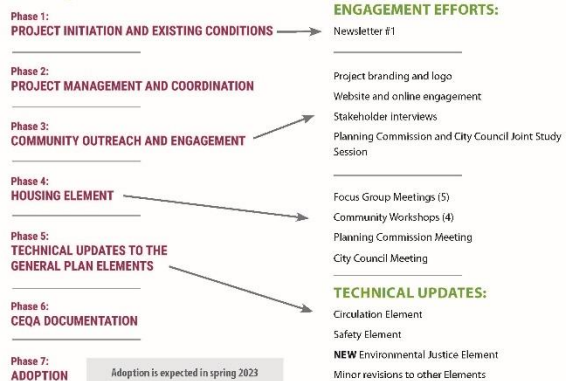 Phase 1:
PROJECT INITIATION AND EXISTING CONDITIONS
Phase 2:
PROJECT MANAGEMENT AND COORDINATION
Phase 3:
COMMUNITY OUTREACH AND ENGAGEMENT
Phase 4:
HOUSING ELEMENT
Phase 5:
TECHNICAL UPDATES TO THE
GENERAL PLAN ELEMENTS
Phase 6:
CEQA DOCUMENTATION
Phase 7:
ADOPTION
Adoption is expected in spring 2023
ENGAGEMENT EFFORTS:
Newsletter #1
Project branding and logo
Website and online engagement
Stakeholder interviews
Planning Commission and City Council Joint Study
Session
Focus Group Meetings (5)
Community Workshops (4)
Planning Commission Meeting
City Council Meeting
TECHNICAL UPDATES:
Circulation Element
Safety Element
NEW Environmental Justice Element
Minor revisions to other Elements